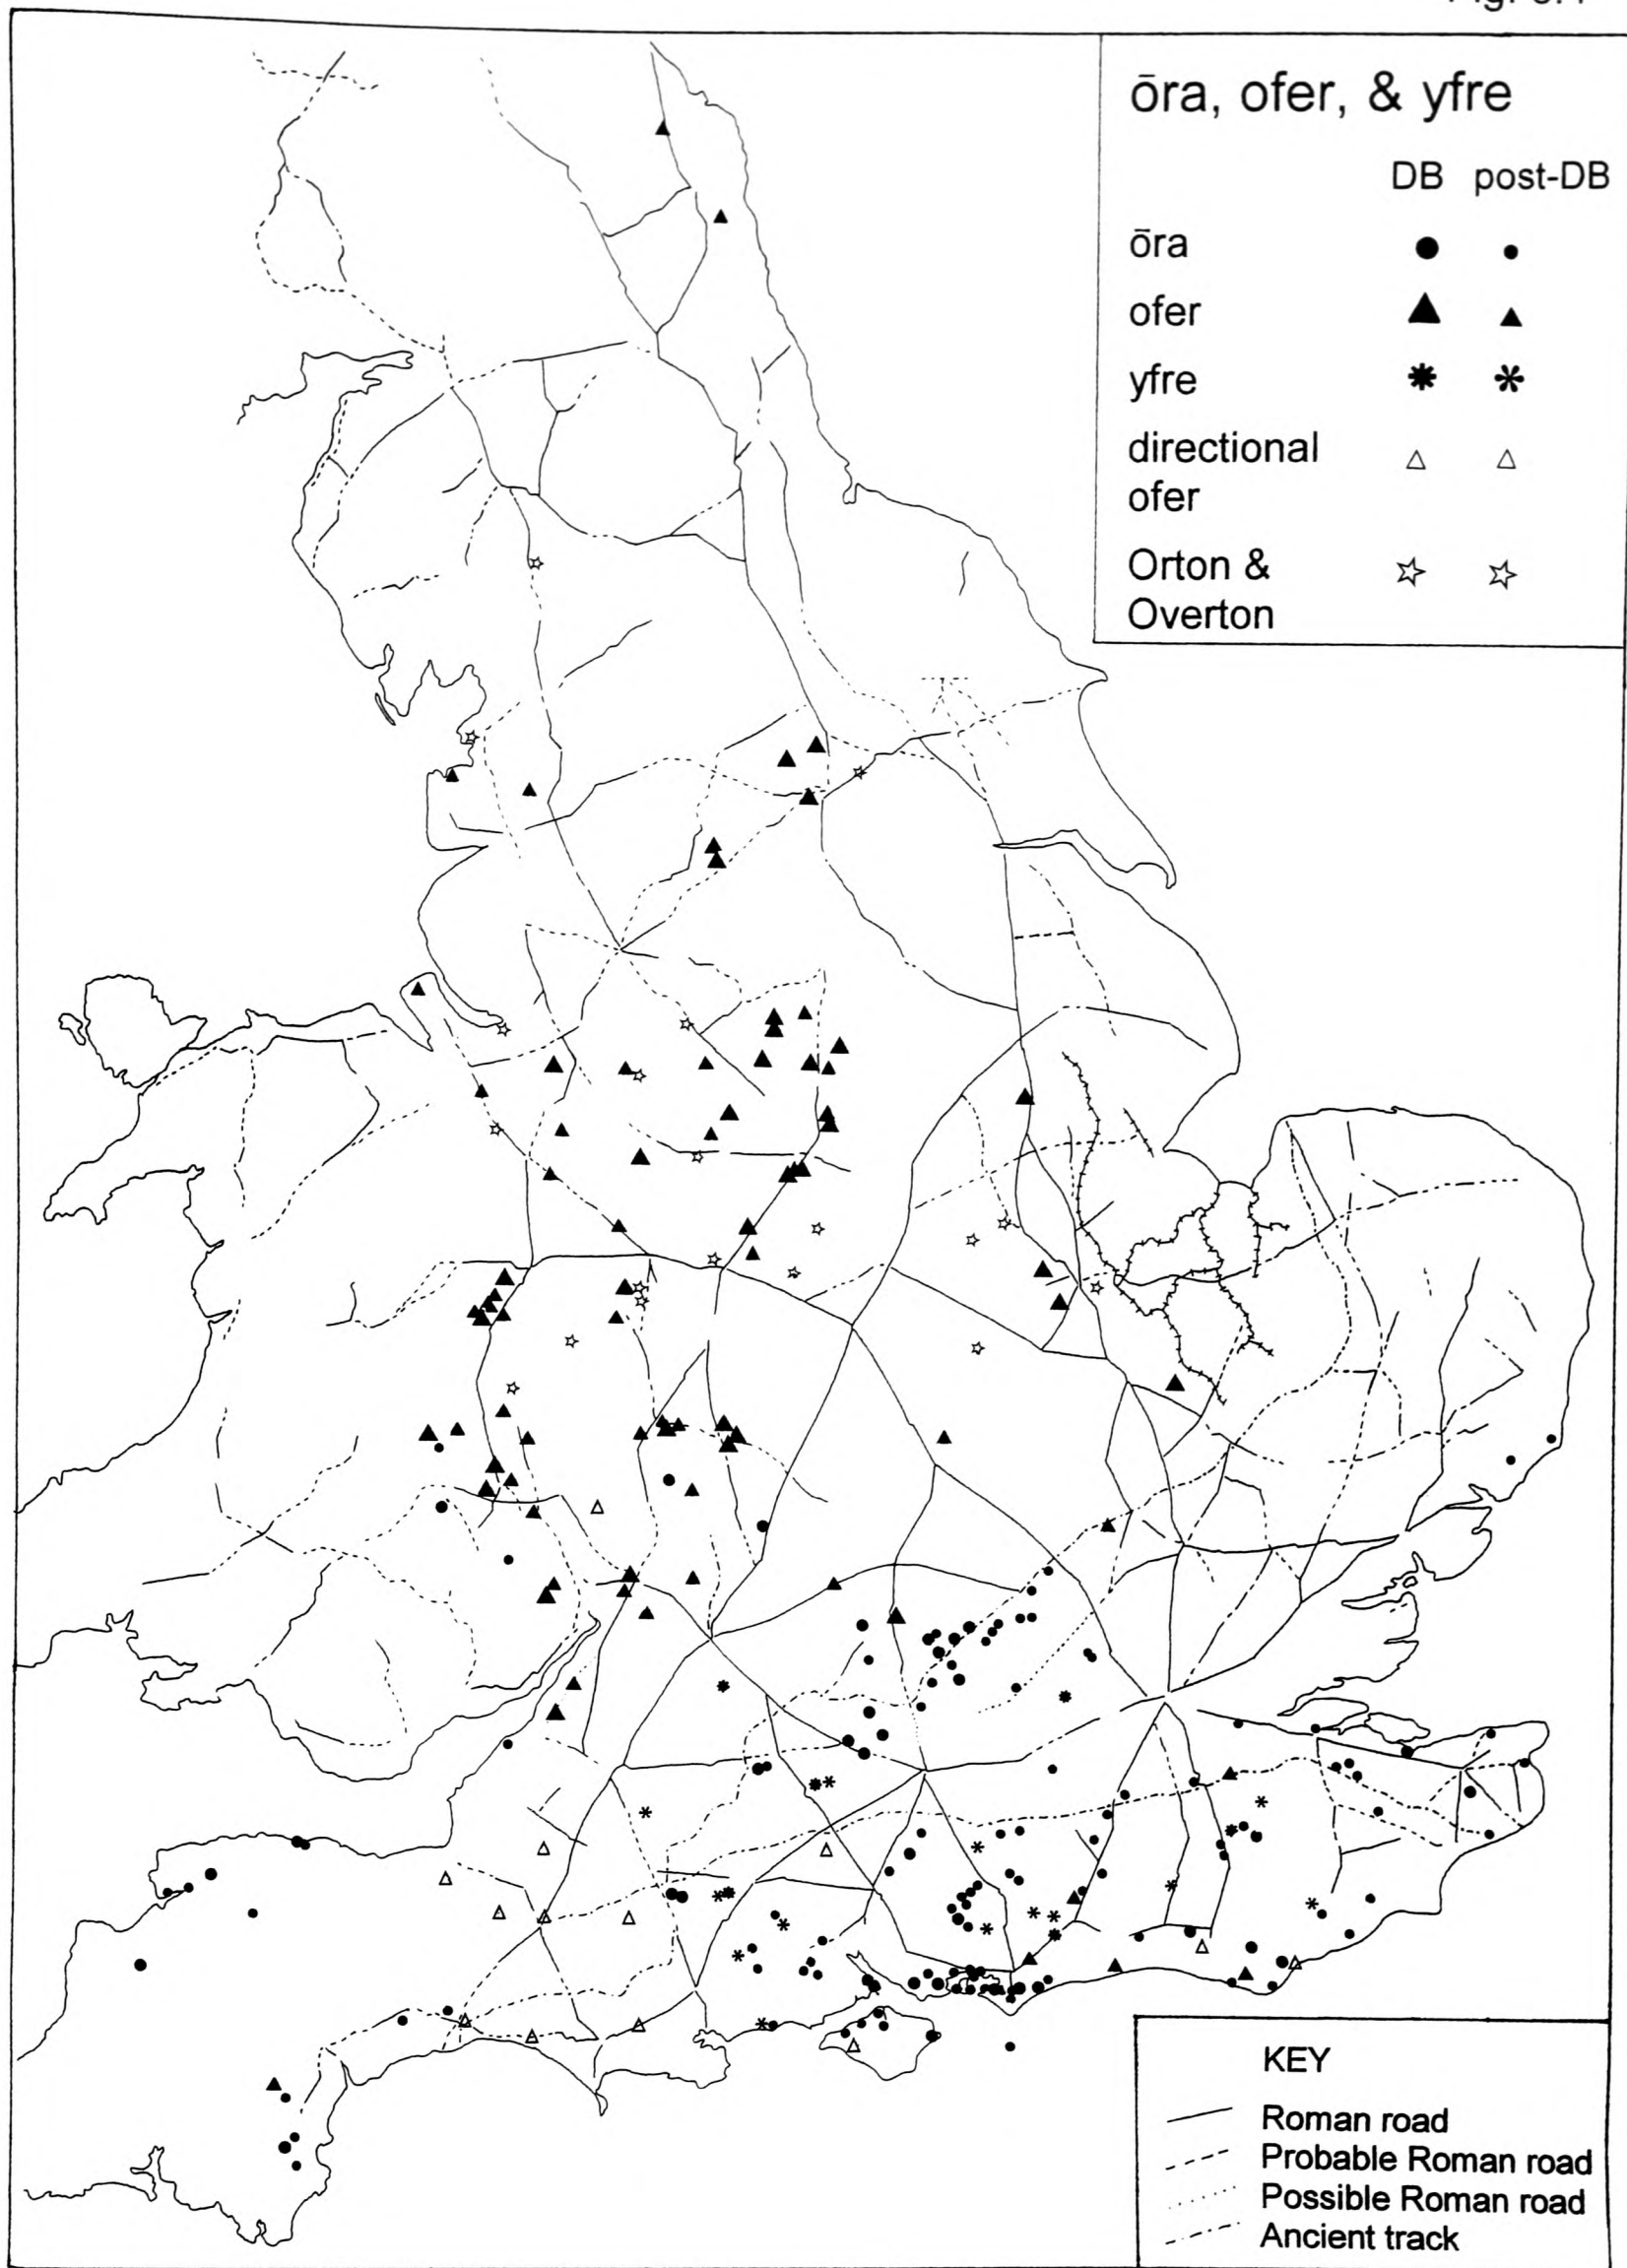 ōra, ofer, & yfre
DB post-DB
ōra
ofer
yfre
directional
ofer
Orton &
Overton
KEY
Roman road
Probable Roman road
Possible Roman road
Ancient track